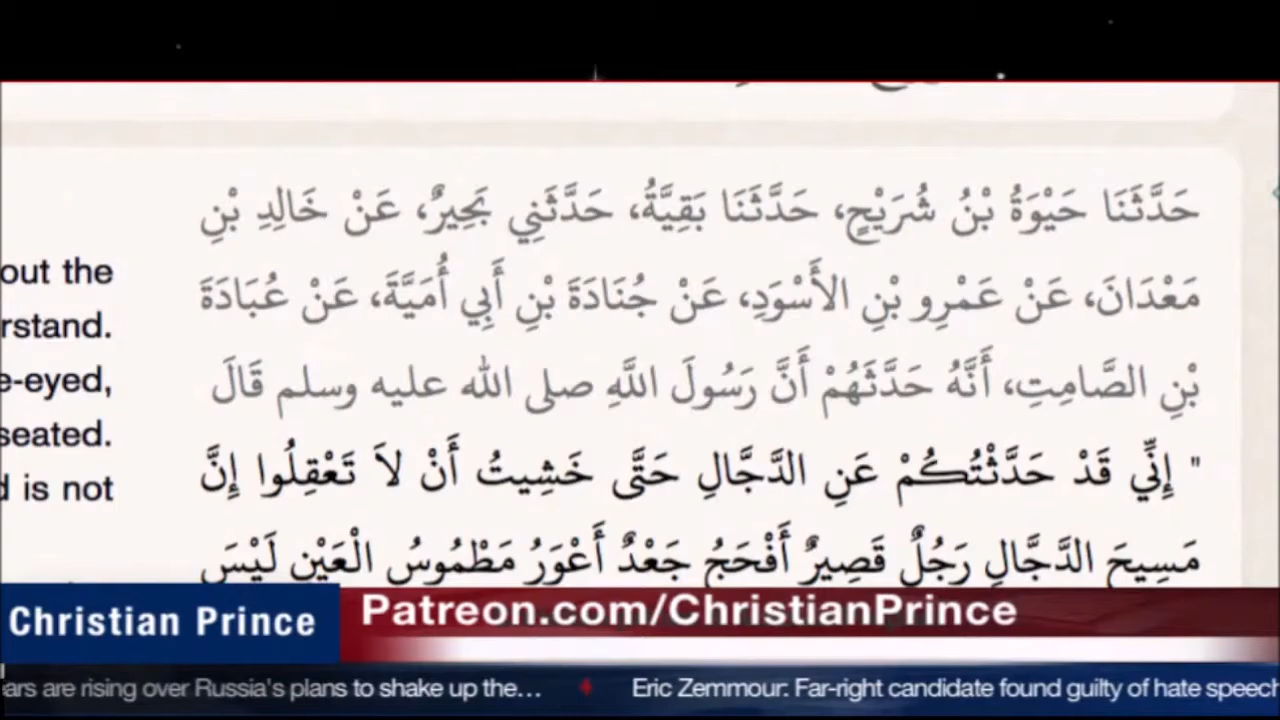 حَدَّثَنَا حَيْوَةُ بْنُ شُرَيْحٍ، حَدَّثَنَا بَقِيَّةُ، حَدَّثَنِي بَحِيرٌ، عَنْ خَالِدِ بْنِ
مَعْدَانَ، عَنْ عَمْرِو بْنِ الأَسْوَدِ، عَنْ جُنَادَةَ بْنِ أَبِي أُمَيَّةَ، عَنْ عُبَادَةَ
بْنِ الصَّامِتِ، أَنَّهُ حَدَّثَهُمْ أَنَّ رَسُولَ اللَّهِ صلى الله عليه وسلم قَالَ
" إِنِّي قَدْ حَدَّثْتُكُمْ عَنِ الدَّجَّالِ حَتَّى خَشِيتُ أَنْ لاَ تَعْقِلُوا إِنَّ
مَسِيحَ الدَّجَّالِ رَجُلٌ قَصِيرٌ أَفْحَجُ جَعْدٌ أَعْوَرُ مَطْمُوسُ الْعَيْنِ لَيْسَ
out the
rstand.
e-eyed,
seated.
d is not
Christian Prince
Patreon.com/ChristianPrince
ars are rising over Russia's plans to shake up the... Eric Zemmour: Far-right candidate found guilty of hate speech